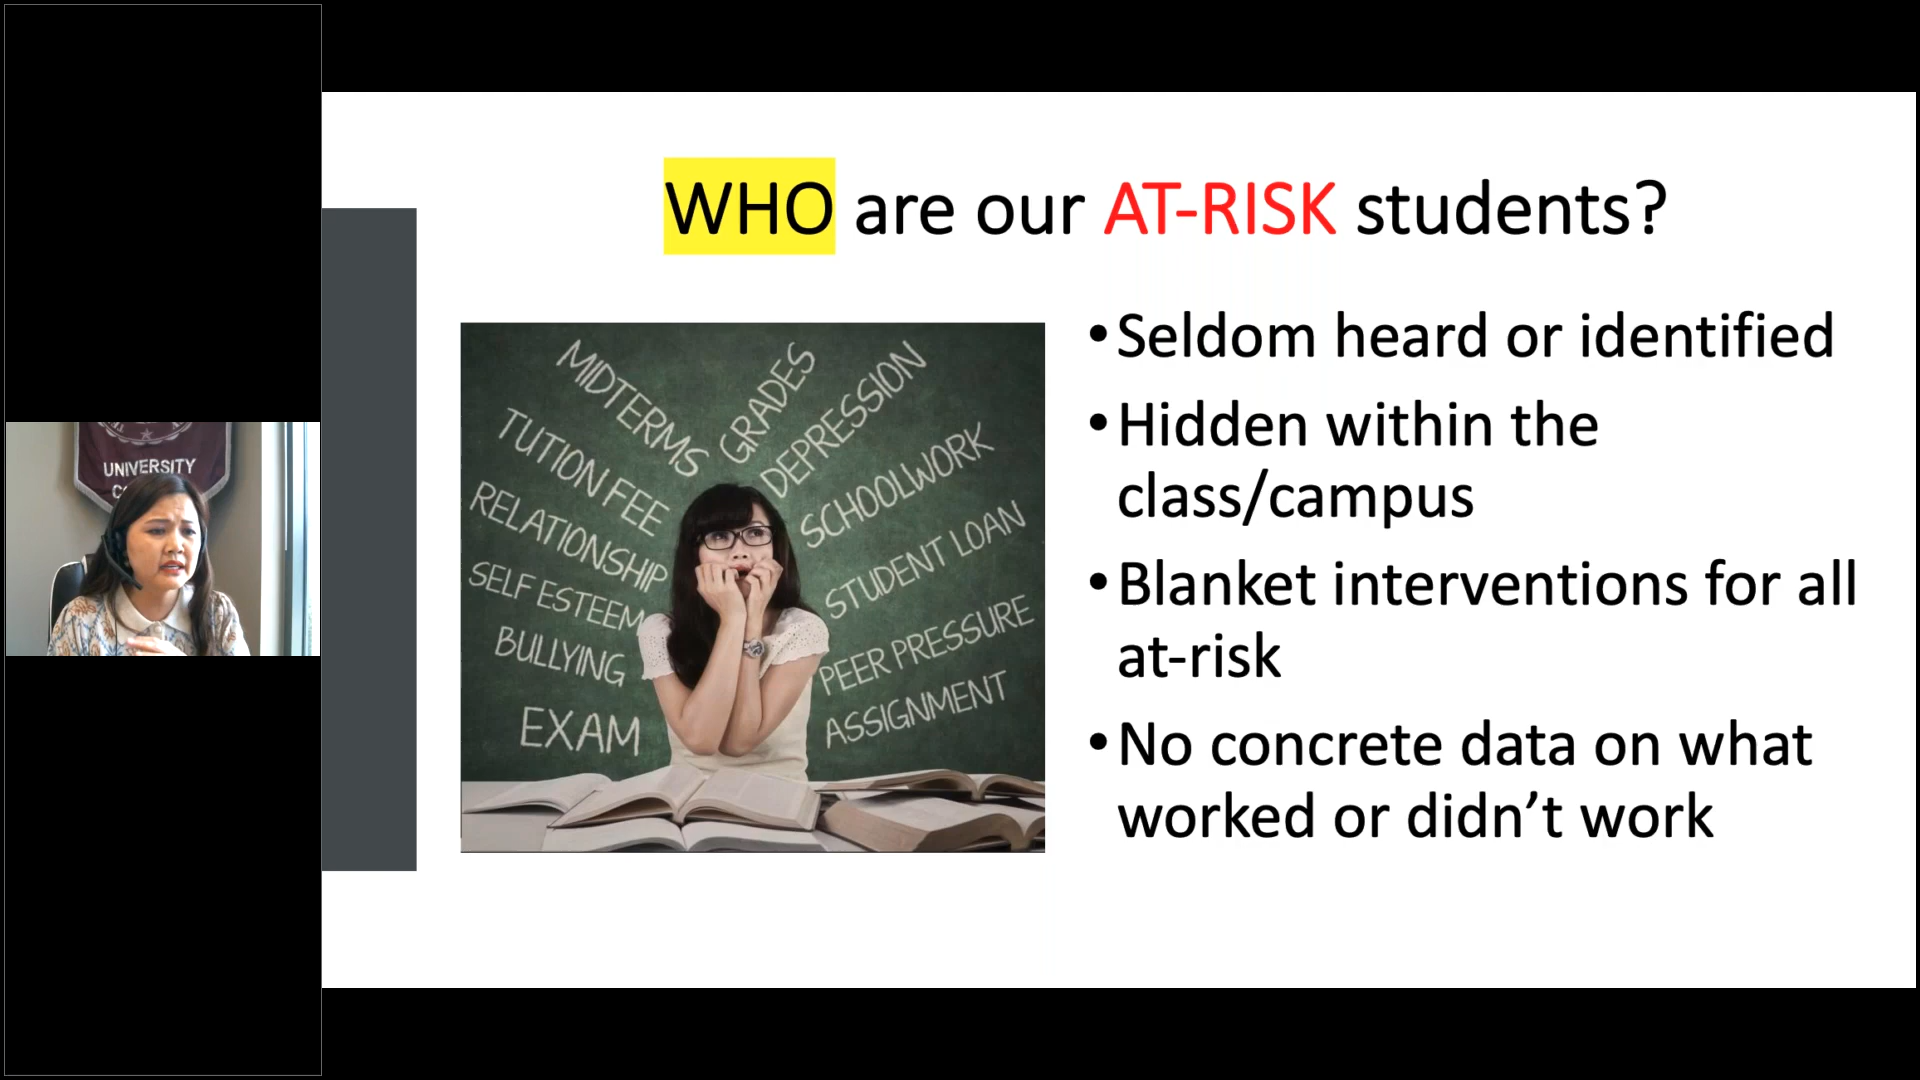 WHO are our AT-RISK students?
UNIVERSITY
MIDTERMS
GRADES
DEPRESSION
TUTION FEE
SCHOOLWORK
RELATIONSHIP
STUDENT LOAN
SELF ESTEEM
PEER PRESSURE
BULLYING
ASSIGNMENT
EXAM
•Seldom heard or identified
•Hidden within the
class/campus
•Blanket interventions for all
at-risk
•No concrete data on what
worked or didn’t work